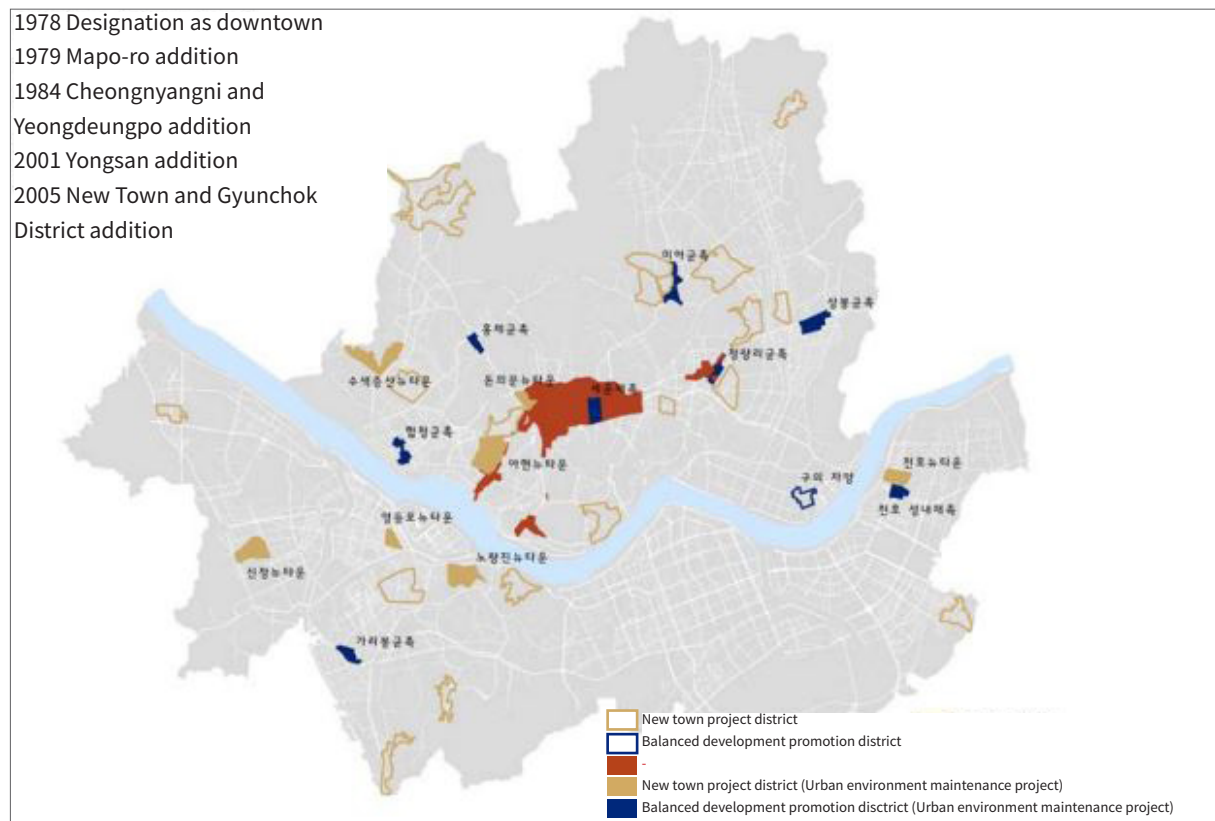 1978 Designation as downtown
1979 Mapo-ro addition
1984 Cheongnyangni and
Yeongdeungpo addition
2001 Yongsan addition
2005 New Town and Gyunchok
District addition
미아균촉
상봉균촉
홍제균촉
청량리균촉
수색증산뉴타운
돈의문뉴타운
세운재촉
합정균촉
아현뉴타운
구의 자양
천호뉴타운
천호 성내재촉
영등포뉴타운
노량진뉴타운
신정뉴타운
가리봉균촉
New town project district
Balanced development promotion district
-
New town project district (Urban environment maintenance project)
Balanced development promotion disctrict (Urban environment maintenance project)